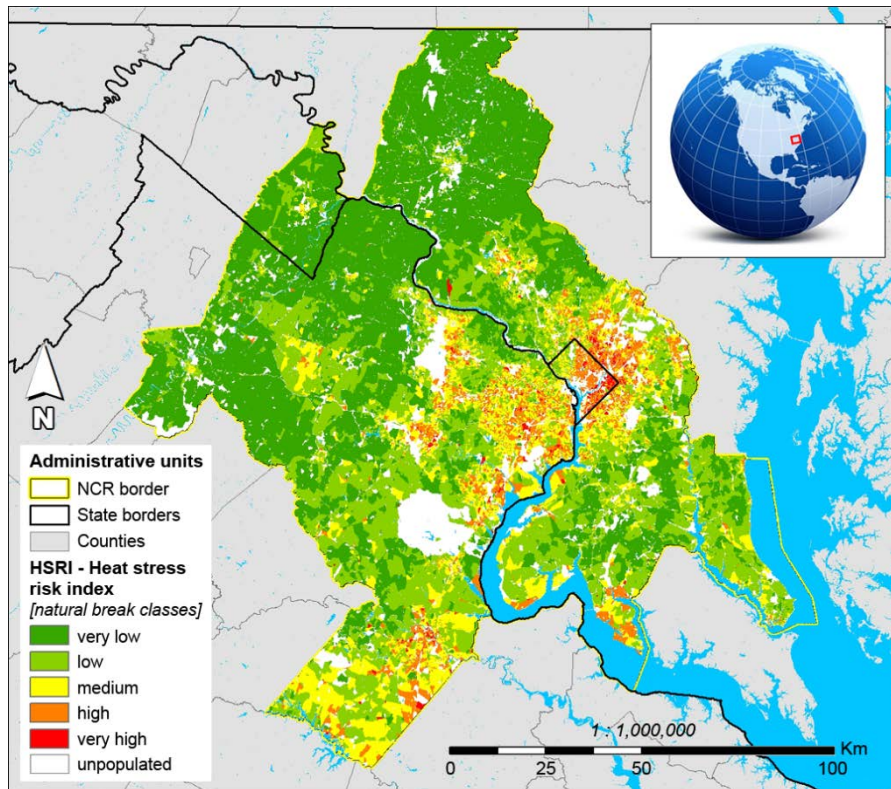 N
Administrative units
NCR border
State borders
Counties
HSRI - Heat stress
risk index
[natural break classes]
very low
low
medium
high
very high
unpopulated
1 : 1,000,000
Km
0 25 50 100